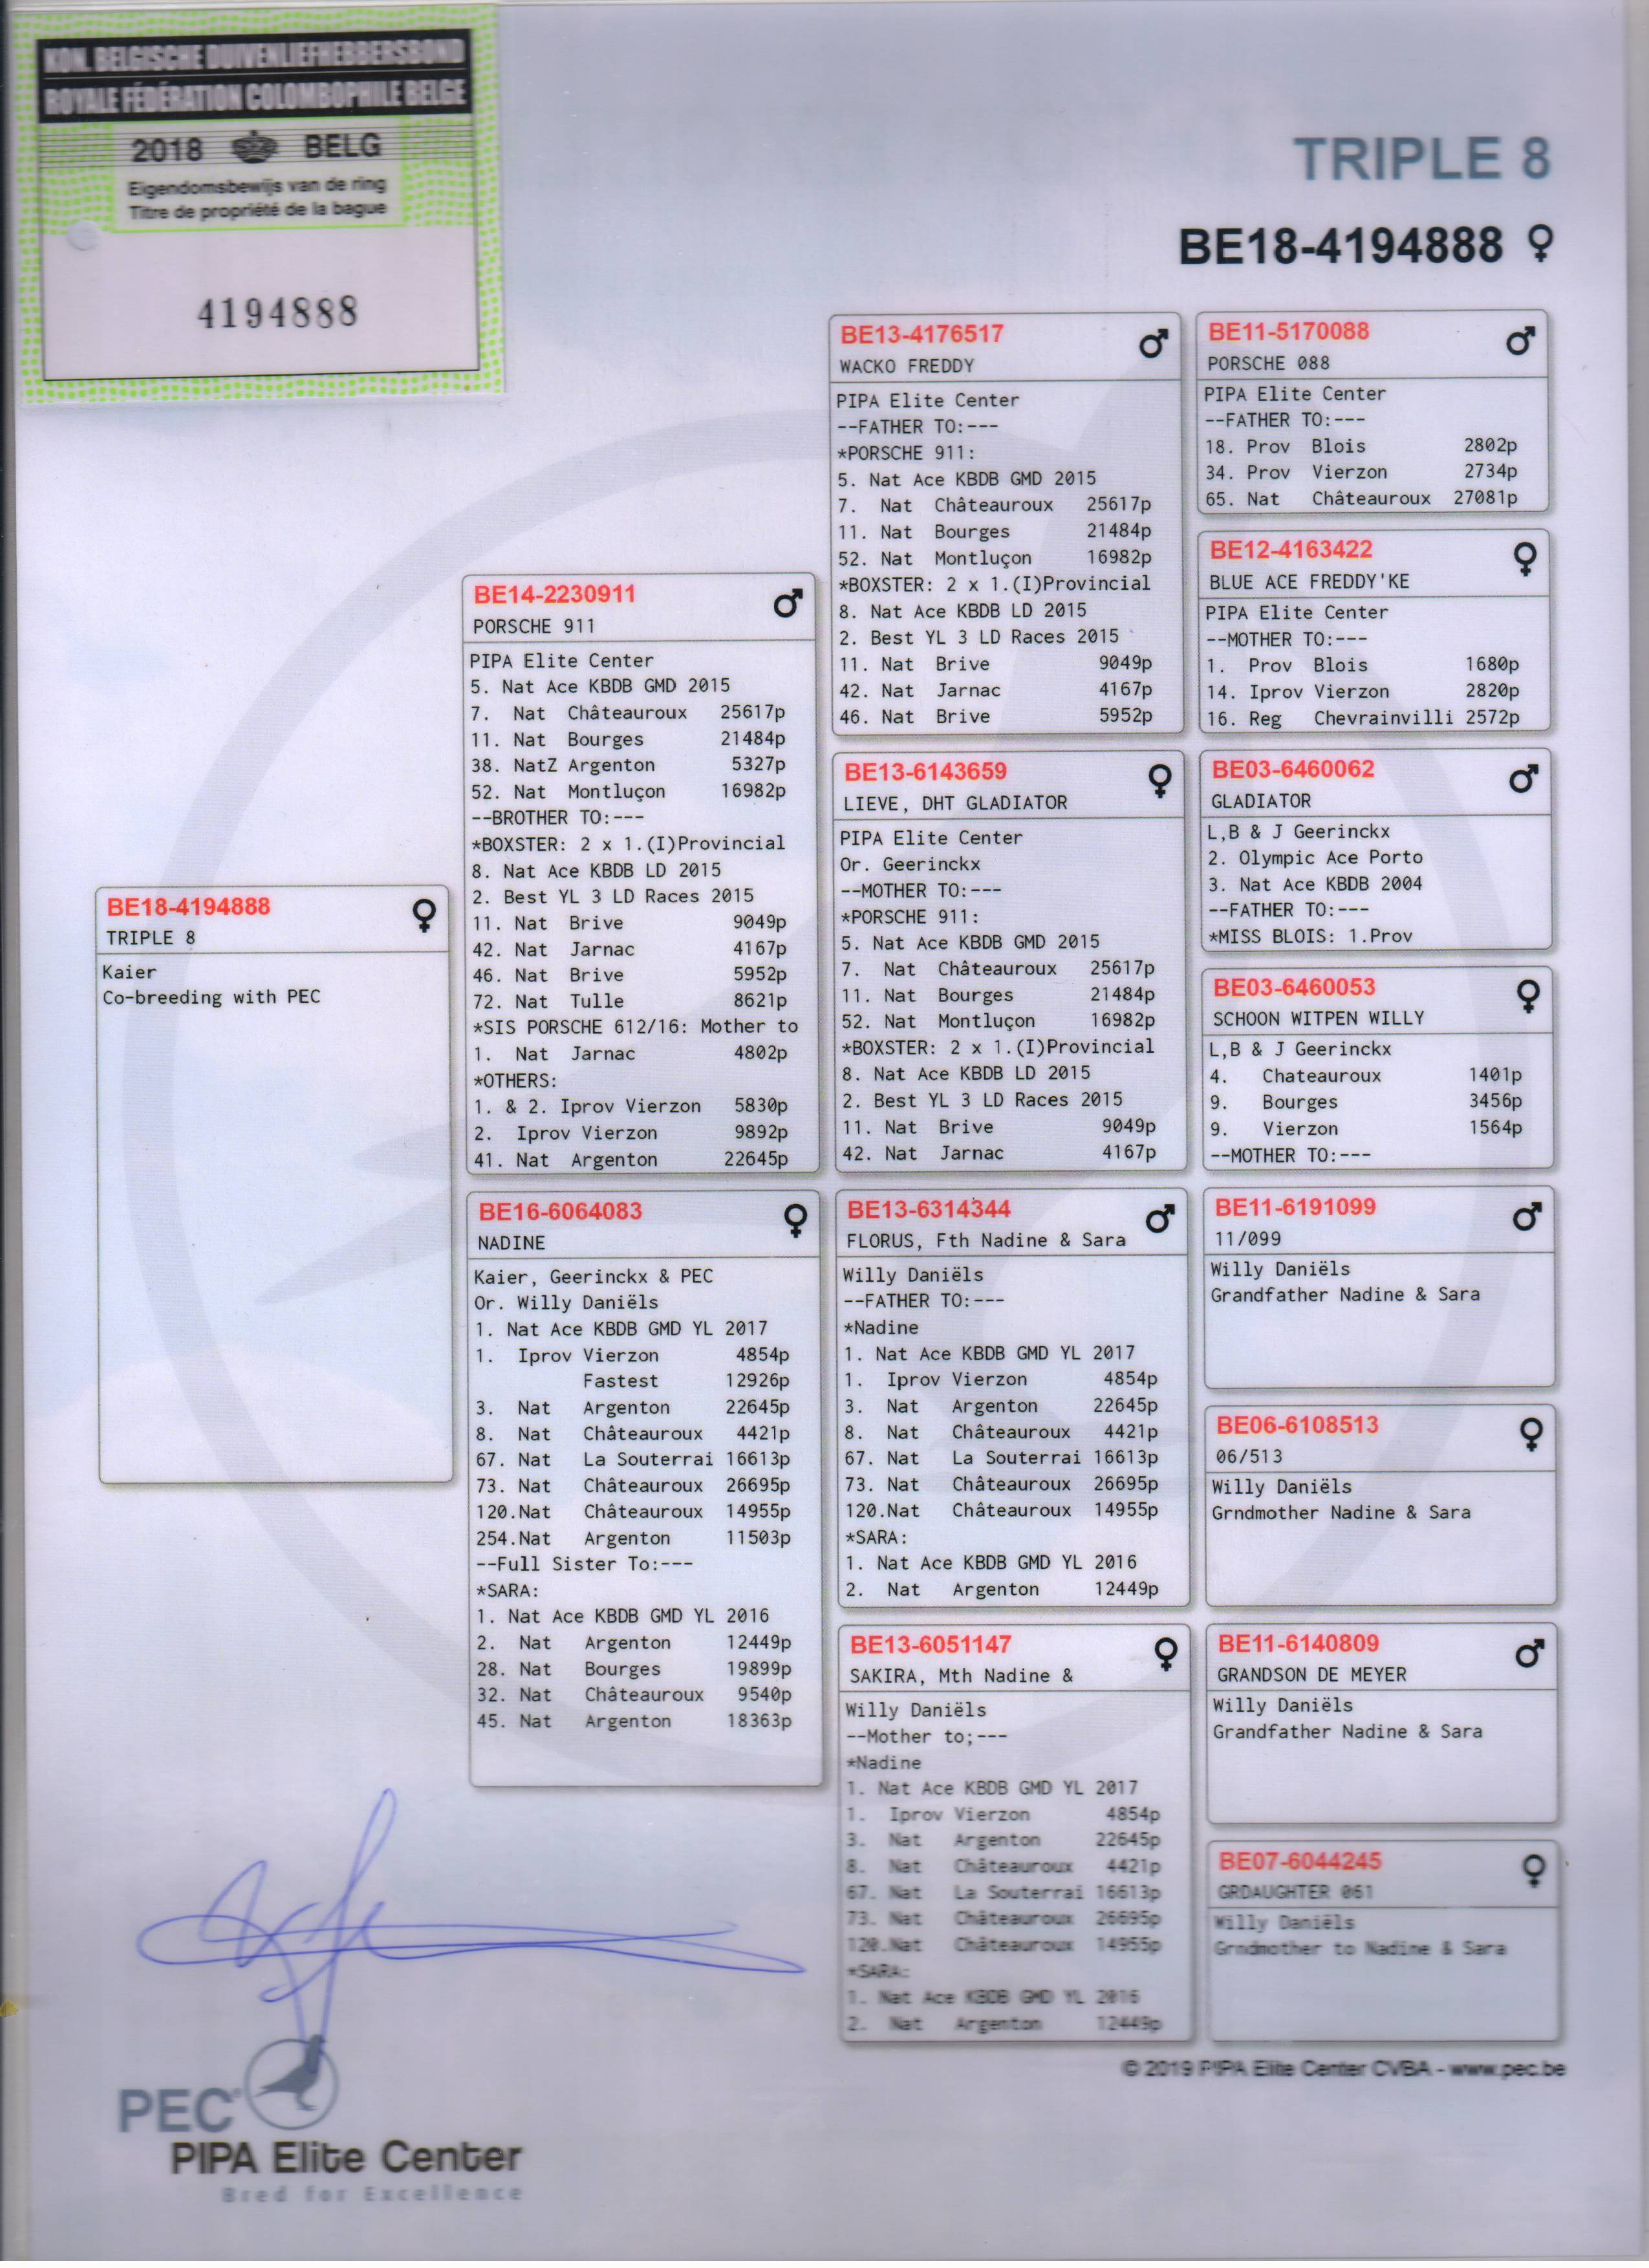 KON. BELGISCHE DUIVENLIEFHEBBERSBOND
ROYALE FÉDÉRATION COLOMBOPHILE BELGE
2018 BELG
Eigendomsbewijs van de ring
Titre de propriété de la bague
4194888
TRIPLE 8
BE18-4194888 ♀
BE18-4194888 ♀
TRIPLE 8
Kaier
Co-breeding with PEC
BE14-2230911 ♂
PORSCHE 911
PIPA Elite Center
5. Nat Ace KBDB GMD 2015
7. Nat Châteauroux 25617p
11. Nat Bourges 21484p
38. NatZ Argenton 5327p
52. Nat Montluçon 16982p
--BROTHER TO:---
*BOXSTER: 2 x 1.(I)Provincial
8. Nat Ace KBDB LD 2015
2. Best YL 3 LD Races 2015
11. Nat Brive 9049p
42. Nat Jarnac 4167p
46. Nat Brive 5952p
72. Nat Tulle 8621p
*SIS PORSCHE 612/16: Mother to
1. Nat Jarnac 4802p
*OTHERS:
1. & 2. Iprov Vierzon 5830p
2. Iprov Vierzon 9892p
41. Nat Argenton 22645p
BE16-6064083 ♀
NADINE
Kaier, Geerinckx & PEC
Or. Willy Daniëls
1. Nat Ace KBDB GMD YL 2017
1. Iprov Vierzon 4854p
Fastest 12926p
3. Nat Argenton 22645p
8. Nat Châteauroux 4421p
67. Nat La Souterrai 16613p
73. Nat Châteauroux 26695p
120.Nat Châteauroux 14955p
254.Nat Argenton 11503p
--Full Sister To:---
*SARA:
1. Nat Ace KBDB GMD YL 2016
2. Nat Argenton 12449p
28. Nat Bourges 19899p
32. Nat Châteauroux 9540p
45. Nat Argenton 18363p
BE13-4176517 ♂
WACKO FREDDY
PIPA Elite Center
--FATHER TO:---
*PORSCHE 911:
5. Nat Ace KBDB GMD 2015
7. Nat Châteauroux 25617p
11. Nat Bourges 21484p
52. Nat Montluçon 16982p
*BOXSTER: 2 x 1.(I)Provincial
8. Nat Ace KBDB LD 2015
2. Best YL 3 LD Races 2015
11. Nat Brive 9049p
42. Nat Jarnac 4167p
46. Nat Brive 5952p
BE13-6143659 ♀
LIEVE, DHT GLADIATOR
PIPA Elite Center
Or. Geerinckx
--MOTHER TO:---
*PORSCHE 911:
5. Nat Ace KBDB GMD 2015
7. Nat Châteauroux 25617p
11. Nat Bourges 21484p
52. Nat Montluçon 16982p
*BOXSTER: 2 x 1.(I)Provincial
8. Nat Ace KBDB LD 2015
2. Best YL 3 LD Races 2015
11. Nat Brive 9049p
42. Nat Jarnac 4167p
BE13-6314344 ♂
FLORUS, Fth Nadine & Sara
Willy Daniëls
--FATHER TO:---
*Nadine
1. Nat Ace KBDB GMD YL 2017
1. Iprov Vierzon 4854p
3. Nat Argenton 22645p
8. Nat Châteauroux 4421p
67. Nat La Souterrai 16613p
73. Nat Châteauroux 26695p
120.Nat Châteauroux 14955p
*SARA:
1. Nat Ace KBDB GMD YL 2016
2. Nat Argenton 12449p
BE13-6051147 ♀
SAKIRA, Mth Nadine &
Willy Daniëls
--Mother to;---
*Nadine
1. Nat Ace KBDB GMD YL 2017
1. Iprov Vierzon 4854p
3. Nat Argenton 22645p
8. Nat Châteauroux 4421p
67. Nat La Souterrai 16613p
73. Nat Châteauroux 26695p
120.Nat Châteauroux 14955p
*SARA:
1. Nat Ace KBDB GMD YL 2016
2. Nat Argenton 12449p
BE11-5170088 ♂
PORSCHE 088
PIPA Elite Center
--FATHER TO:---
18. Prov Blois 2802p
34. Prov Vierzon 2734p
65. Nat Châteauroux 27081p
BE12-4163422 ♀
BLUE ACE FREDDY'KE
PIPA Elite Center
--MOTHER TO:---
1. Prov Blois 1680p
14. Iprov Vierzon 2820p
16. Reg Chevrainvilli 2572p
BE03-6460062 ♂
GLADIATOR
L,B & J Geerinckx
2. Olympic Ace Porto
3. Nat Ace KBDB 2004
--FATHER TO:---
*MISS BLOIS: 1.Prov
BE03-6460053 ♀
SCHOON WITPEN WILLY
L,B & J Geerinckx
4. Chateauroux 1401p
9. Bourges 3456p
9. Vierzon 1564p
--MOTHER TO:---
BE11-6191099 ♂
11/099
Willy Daniëls
Grandfather Nadine & Sara
BE06-6108513 ♀
06/513
Willy Daniëls
Grndmother Nadine & Sara
BE11-6140809 ♂
GRANDSON DE MEYER
Willy Daniëls
Grandfather Nadine & Sara
BE07-6044245 ♀
GRDAUGHTER 061
Willy Daniëls
Grndmother to Nadine & Sara
© 2019 PIPA Elite Center CVBA - www.pec.be
PEC
PIPA Elite Center
Bred for Excellence